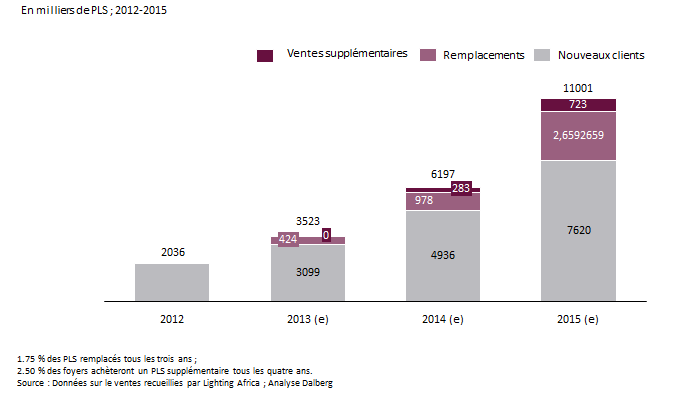 En milliers de PLS ; 2012-2015
Ventes supplémentaires
Remplacements
Nouveaux clients
11001
723
2,6592659
7620
6197
283
978
4936
3523
0
424
3099
2036
2012
2013 (e)
2014 (e)
2015 (e)
1.75 % des PLS remplacés tous les trois ans ;
2.50 % des foyers achèteront un PLS supplémentaire tous les quatre ans.
Source : Données sur le ventes recueillies par Lighting Africa ; Analyse Dalberg